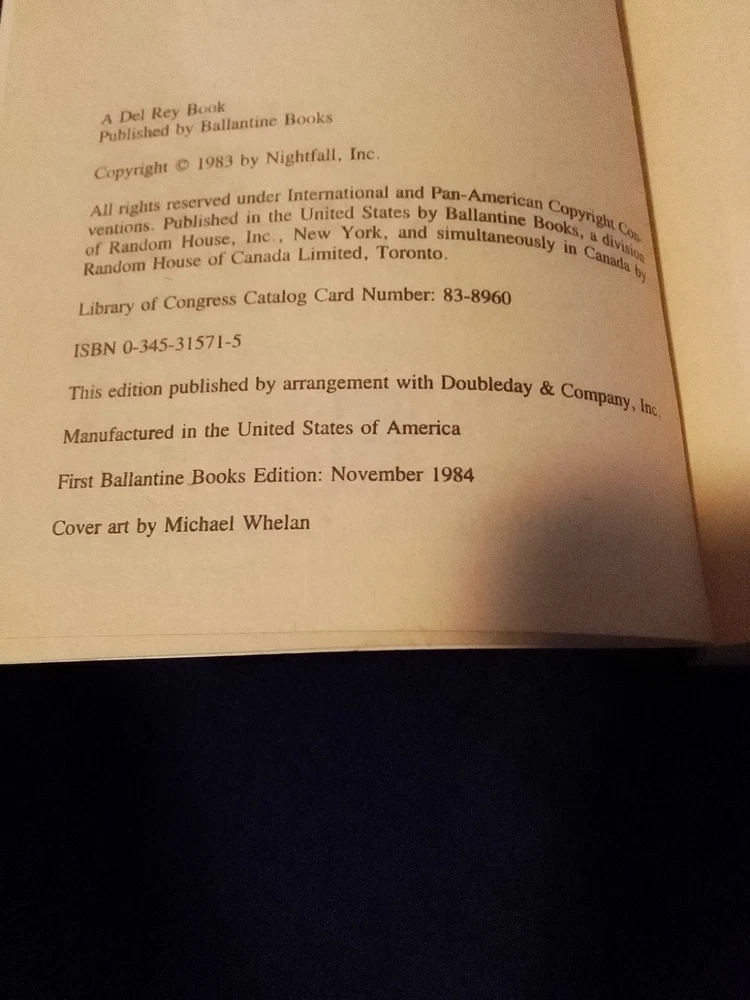 A Del Rey Book
Published by Ballantine Books
Copyright © 1983 by Nightfall, Inc.
All rights reserved under International and Pan-American Copyright Con-
ventions. Published in the United States by Ballantine Books, a division
of Random House, Inc., New York, and simultaneously in Canada by
Random House of Canada Limited, Toronto.
Library of Congress Catalog Card Number: 83-8960
ISBN 0-345-31571-5
This edition published by arrangement with Doubleday & Company, Inc.
Manufactured in the United States of America
First Ballantine Books Edition: November 1984
Cover art by Michael Whelan